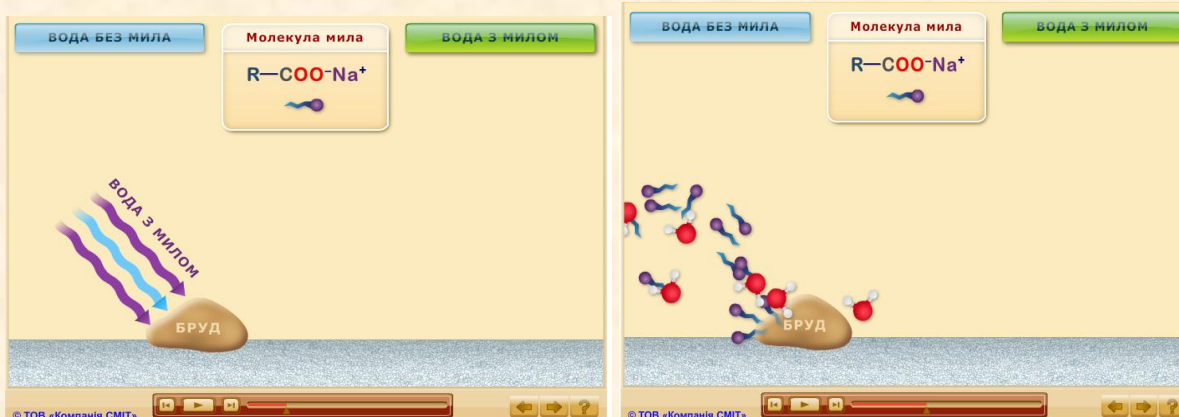 ВОДА БЕЗ МИЛА
Молекула мила
ВОДА З МИЛОМ
R—COO⁻Na⁺
ВОДА З МИЛОМ
БРУД
© ТОВ «Компанія СМІТ»
?
ВОДА БЕЗ МИЛА
Молекула мила
ВОДА З МИЛОМ
R—COO⁻Na⁺
БРУД
© ТОВ «Компанія СМІТ»
?